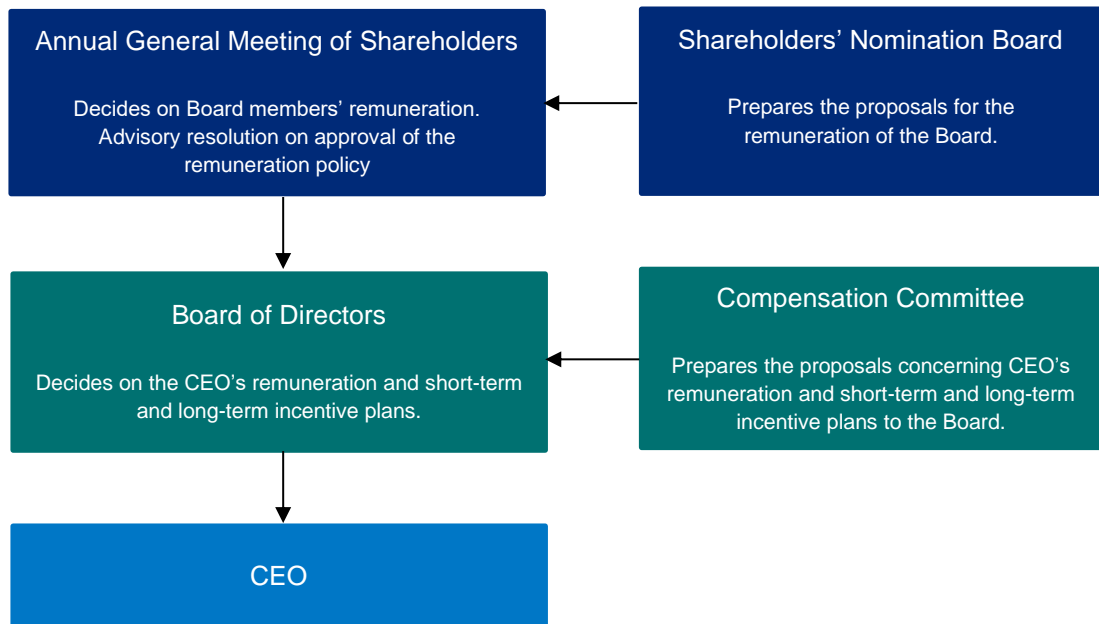 Annual General Meeting of Shareholders
Decides on Board members’ remuneration.
Advisory resolution on approval of the
remuneration policy
Shareholders’ Nomination Board
Prepares the proposals for the
remuneration of the Board.
Board of Directors
Decides on the CEO’s remuneration and short-term
and long-term incentive plans.
Compensation Committee
Prepares the proposals concerning CEO’s
remuneration and short-term and long-term
incentive plans to the Board.
CEO